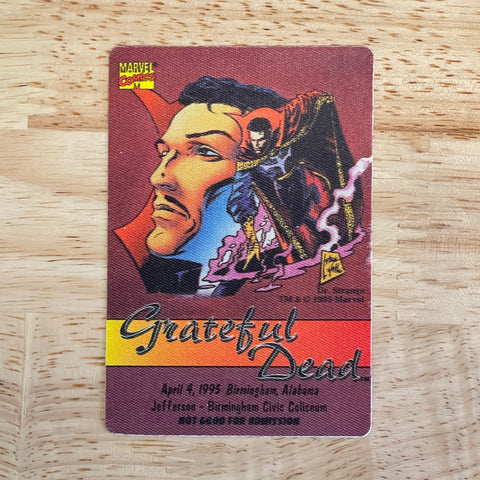 MARVEL®
Comics
M
Dr. Strange
TM & © 1995 Marvel
Grateful
Dead™
April 4, 1995 Birmingham, Alabama
Jefferson - Birmingham Civic Coliseum
NOT GOOD FOR ADMISSION